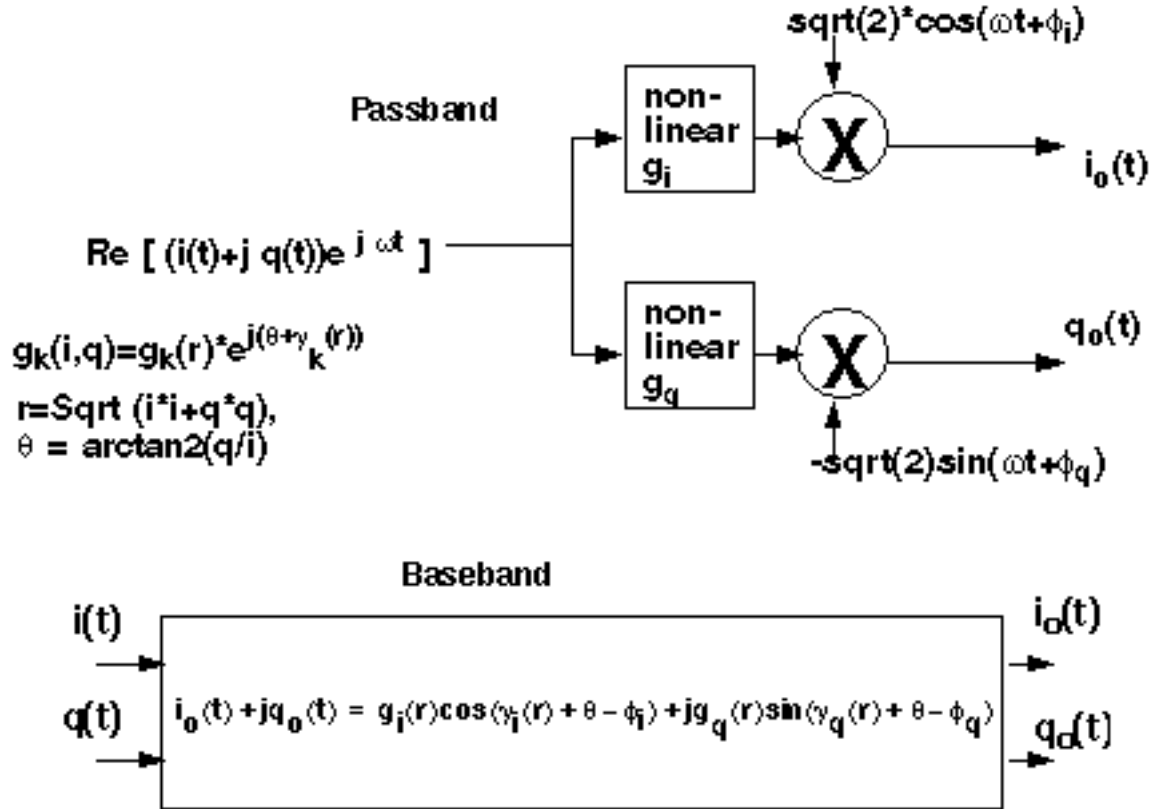 sqrt(2)*cos(ωt+ϕi)
Passband
non-
linear
gi
X
io(t)
Re [ (i(t)+j q(t))e j ωt ]
non-
linear
gq
X
qo(t)
gk(i,q)=gk(r)*ej(θ+γk(r))
r=Sqrt (i*i+q*q),
θ = arctan2(q/i)
-sqrt(2)sin(ωt+ϕq)
Baseband
i(t)
io(t)
q(t)
io(t) +jqo(t) = gi(r)cos(γi(r) + θ-ϕi) +jgq(r)sin(γq(r) + θ-ϕq)
qo(t)